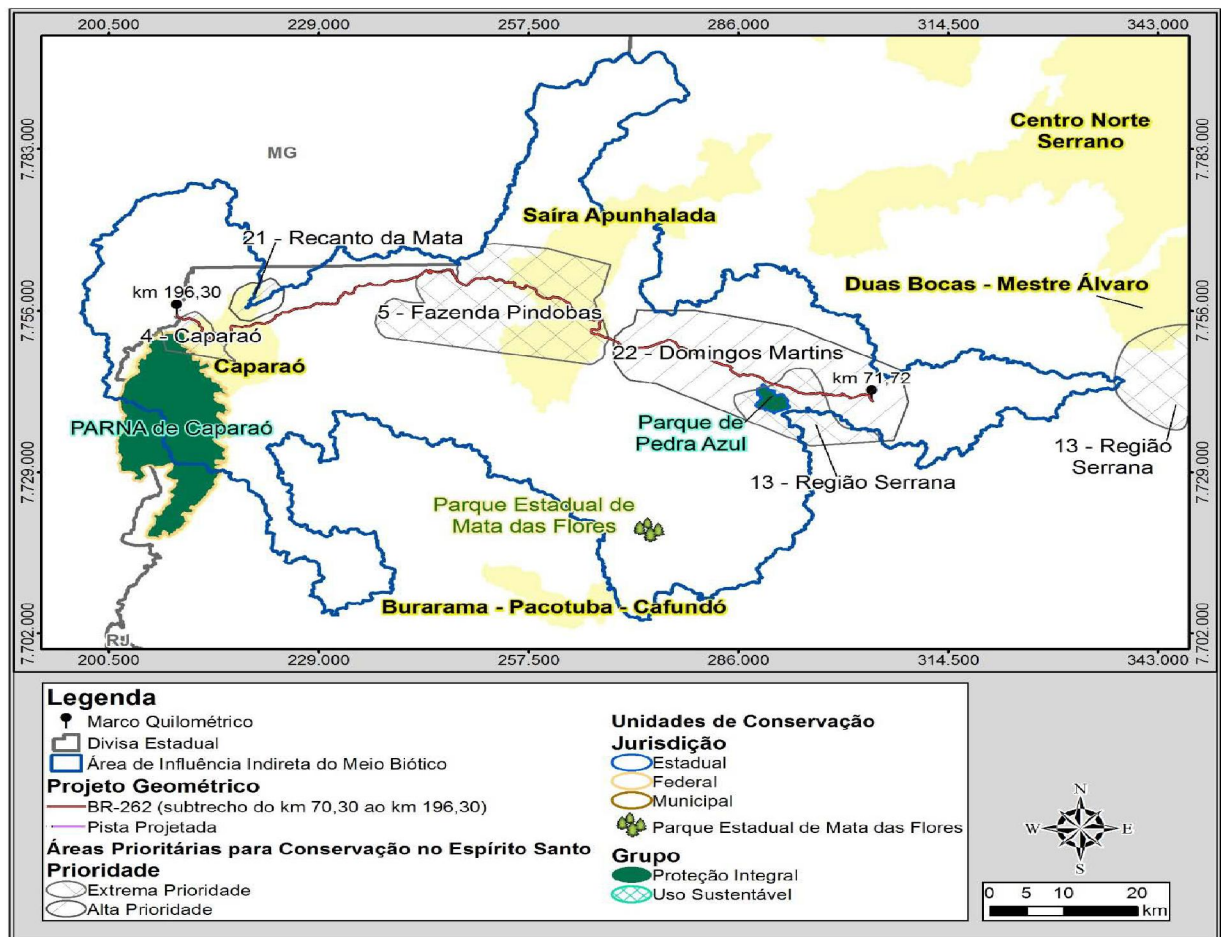 200.500 229.000 257.500 286.000 314.500 343.000
7.783.000
7.783.000
MG
Centro Norte
Serrano
Saíra Apunhalada
21 - Recanto da Mata
km 196,30
Duas Bocas - Mestre Álvaro
7.756.000
7.756.000
4 - Caparaó
5 - Fazenda Pindobas
Caparaó
22 - Domingos Martins
km 71,72
PARNA de Caparaó
Parque de
Pedra Azul
13 - Região
Serrana
13 - Região Serrana
7.729.000
7.729.000
Parque Estadual de
Mata das Flores
Burarama - Pacotuba - Cafundó
7.702.000
7.702.000
RJ
200.500 229.000 257.500 286.000 314.500 343.000
Legenda
Marco Quilométrico
Divisa Estadual
Área de Influência Indireta do Meio Biótico
Projeto Geométrico
BR-262 (subtrecho do km 70,30 ao km 196,30)
Pista Projetada
Áreas Prioritárias para Conservação no Espírito Santo
Prioridade
Extrema Prioridade
Alta Prioridade
Unidades de Conservação
Jurisdição
Estadual
Federal
Municipal
Parque Estadual de Mata das Flores
Grupo
Proteção Integral
Uso Sustentável
N
W E
S
0 5 10 20
km